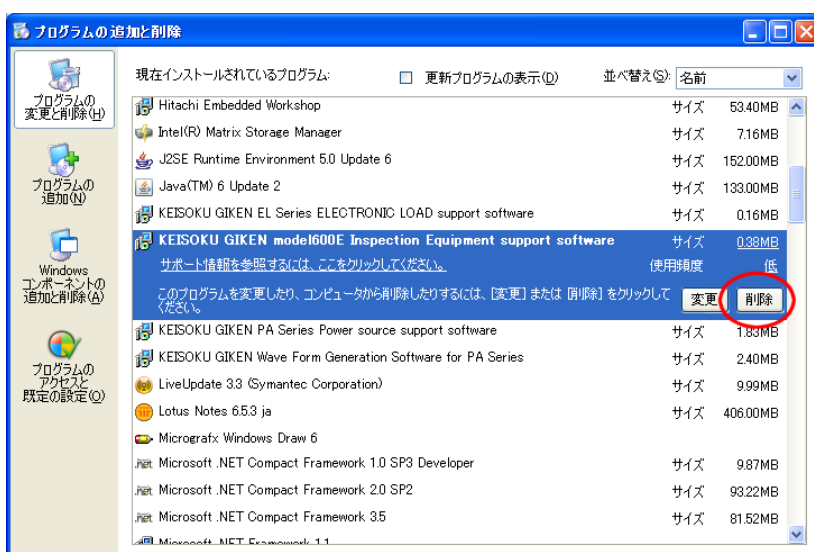 プログラムの追加と削除
プログラムの
変更と削除(H)
プログラムの
追加(N)
Windows
コンポーネントの
追加と削除(A)
プログラムの
アクセスと
既定の設定(O)
現在インストールされているプログラム:
更新プログラムの表示(D)
並べ替え(S): 名前
Hitachi Embedded Workshop サイズ 53.40MB
Intel(R) Matrix Storage Manager サイズ 7.16MB
J2SE Runtime Environment 5.0 Update 6 サイズ 152.00MB
Java(TM) 6 Update 2 サイズ 133.00MB
KEISOKU GIKEN EL Series ELECTRONIC LOAD support software サイズ 0.16MB
KEISOKU GIKEN model600E Inspection Equipment support software サイズ 0.38MB
サポート情報を参照するには、ここをクリックしてください。 使用頻度 低
このプログラムを変更したり、コンピュータから削除したりするには、[変更] または [削除] をクリックして
ください。
変更 削除
KEISOKU GIKEN PA Series Power source support software サイズ 1.83MB
KEISOKU GIKEN Wave Form Generation Software for PA Series サイズ 2.40MB
LiveUpdate 3.3 (Symantec Corporation) サイズ 9.99MB
Lotus Notes 6.5.3 ja サイズ 406.00MB
Micrografx Windows Draw 6
Microsoft .NET Compact Framework 1.0 SP3 Developer サイズ 9.87MB
Microsoft .NET Compact Framework 2.0 SP2 サイズ 93.22MB
Microsoft .NET Compact Framework 3.5 サイズ 81.52MB
Microsoft .NET Framework 1.1